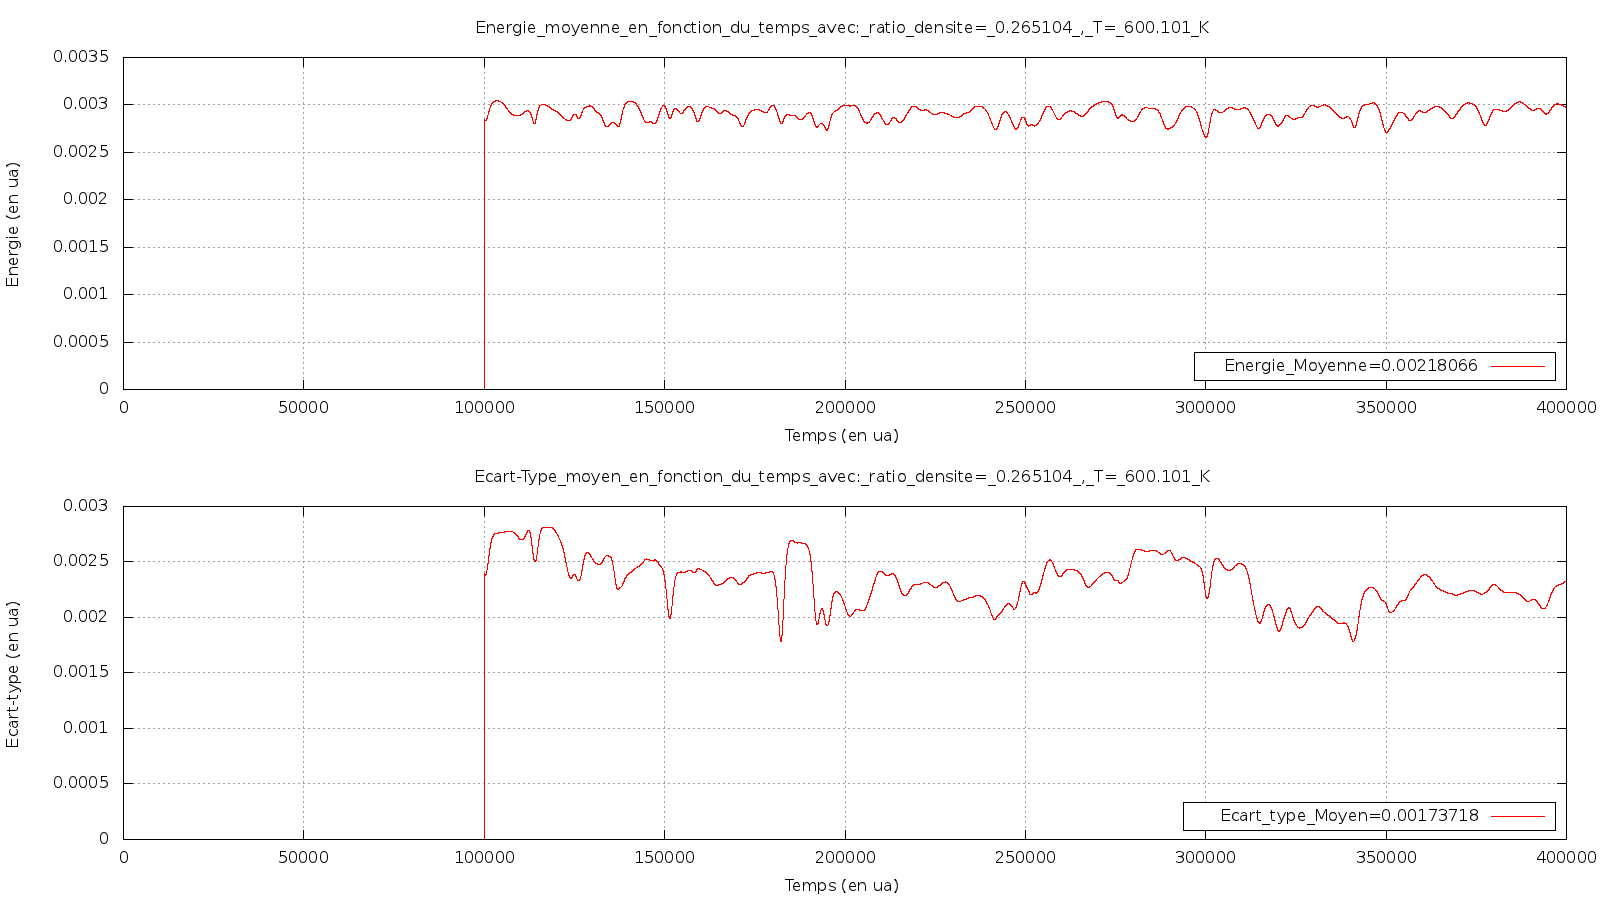 Energie_moyenne_en_fonction_du_temps_avec:_ratio_densite=_0.265104_,_T=_600.101_K
0.0035
0.003
0.0025
0.002
0.0015
0.001
0.0005
0
Energie (en ua)
Energie_Moyenne=0.00218066
0 50000 100000 150000 200000 250000 300000 350000 400000
Temps (en ua)
Ecart-Type_moyen_en_fonction_du_temps_avec:_ratio_densite=_0.265104_,_T=_600.101_K
0.003
0.0025
0.002
0.0015
0.001
0.0005
0
Ecart-type (en ua)
Ecart_type_Moyen=0.00173718
0 50000 100000 150000 200000 250000 300000 350000 400000
Temps (en ua)